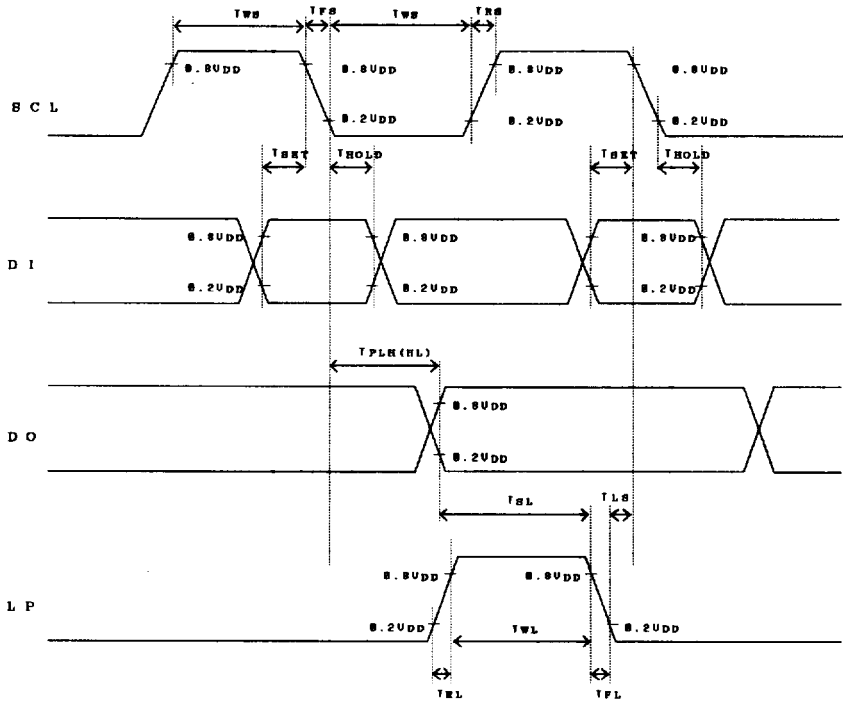 TWS TFS TWS TRS
0.8VDD 0.8VDD 0.8VDD 0.8VDD
SCL
0.2VDD 0.2VDD 0.2VDD
TSET THOLD TSET THOLD
0.8VDD 0.8VDD 0.8VDD
DI
0.2VDD 0.2VDD 0.2VDD
TPLH(HL)
0.8VDD
DO
0.2VDD
TSL TLS
0.8VDD 0.8VDD
LP
0.2VDD TWL 0.2VDD
TRL TFL